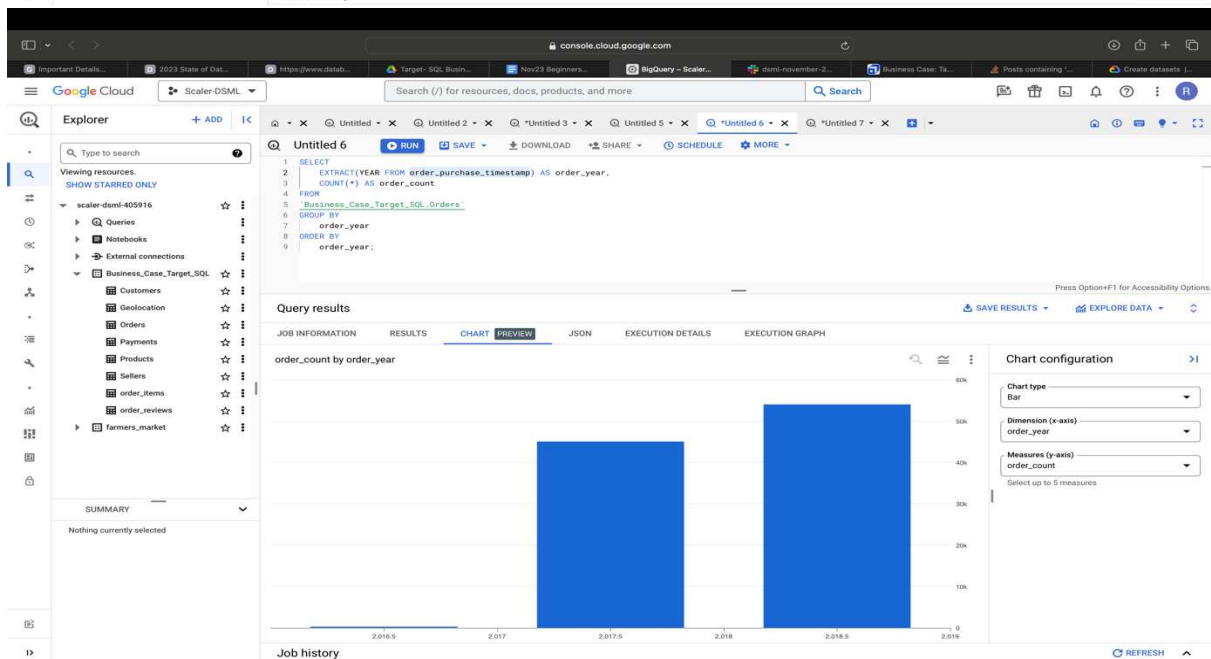 console.cloud.google.com
Important Details...
2023 State of Dat...
https://www.datab...
Target- SQL Busin...
Nov23 Beginners...
BigQuery – Scaler...
dsml-november-2...
Business Case: Ta...
Posts containing '...
Create datasets |...
Google Cloud
Scaler-DSML
Search (/) for resources, docs, products, and more
Search
R
Explorer
+ ADD
Untitled
Untitled 2
*Untitled 3
Untitled 5
*Untitled 6
*Untitled 7
Type to search
Viewing resources.
SHOW STARRED ONLY
scaler-dsml-405916
Queries
Notebooks
External connections
Business_Case_Target_SQL
Customers
Geolocation
Orders
Payments
Products
Sellers
order_items
order_reviews
farmers_market
SUMMARY
Nothing currently selected
Untitled 6
RUN
SAVE
DOWNLOAD
SHARE
SCHEDULE
MORE
1 SELECT
2 EXTRACT(YEAR FROM order_purchase_timestamp) AS order_year,
3 COUNT(*) AS order_count
4 FROM
5 `Business_Case_Target_SQL.Orders`
6 GROUP BY
7 order_year
8 ORDER BY
9 order_year;
Press Option+F1 for Accessibility Options.
Query results
SAVE RESULTS
EXPLORE DATA
JOB INFORMATION
RESULTS
CHART PREVIEW
JSON
EXECUTION DETAILS
EXECUTION GRAPH
order_count by order_year
60k
50k
40k
30k
20k
10k
0
2,016.5
2,017
2,017.5
2,018
2,018.5
2,019
Chart configuration
Chart type
Bar
Dimension (x-axis)
order_year
Measures (y-axis)
order_count
Select up to 5 measures
Job history
REFRESH